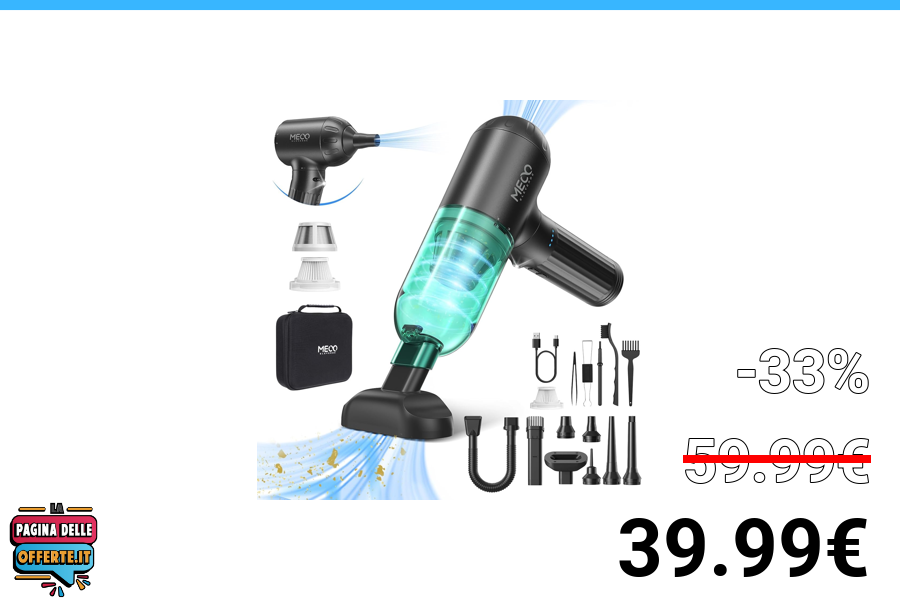 MECO
MECO
MECO
-33%
59.99€
39.99€
LA
PAGINA DELLE
OFFERTE.IT